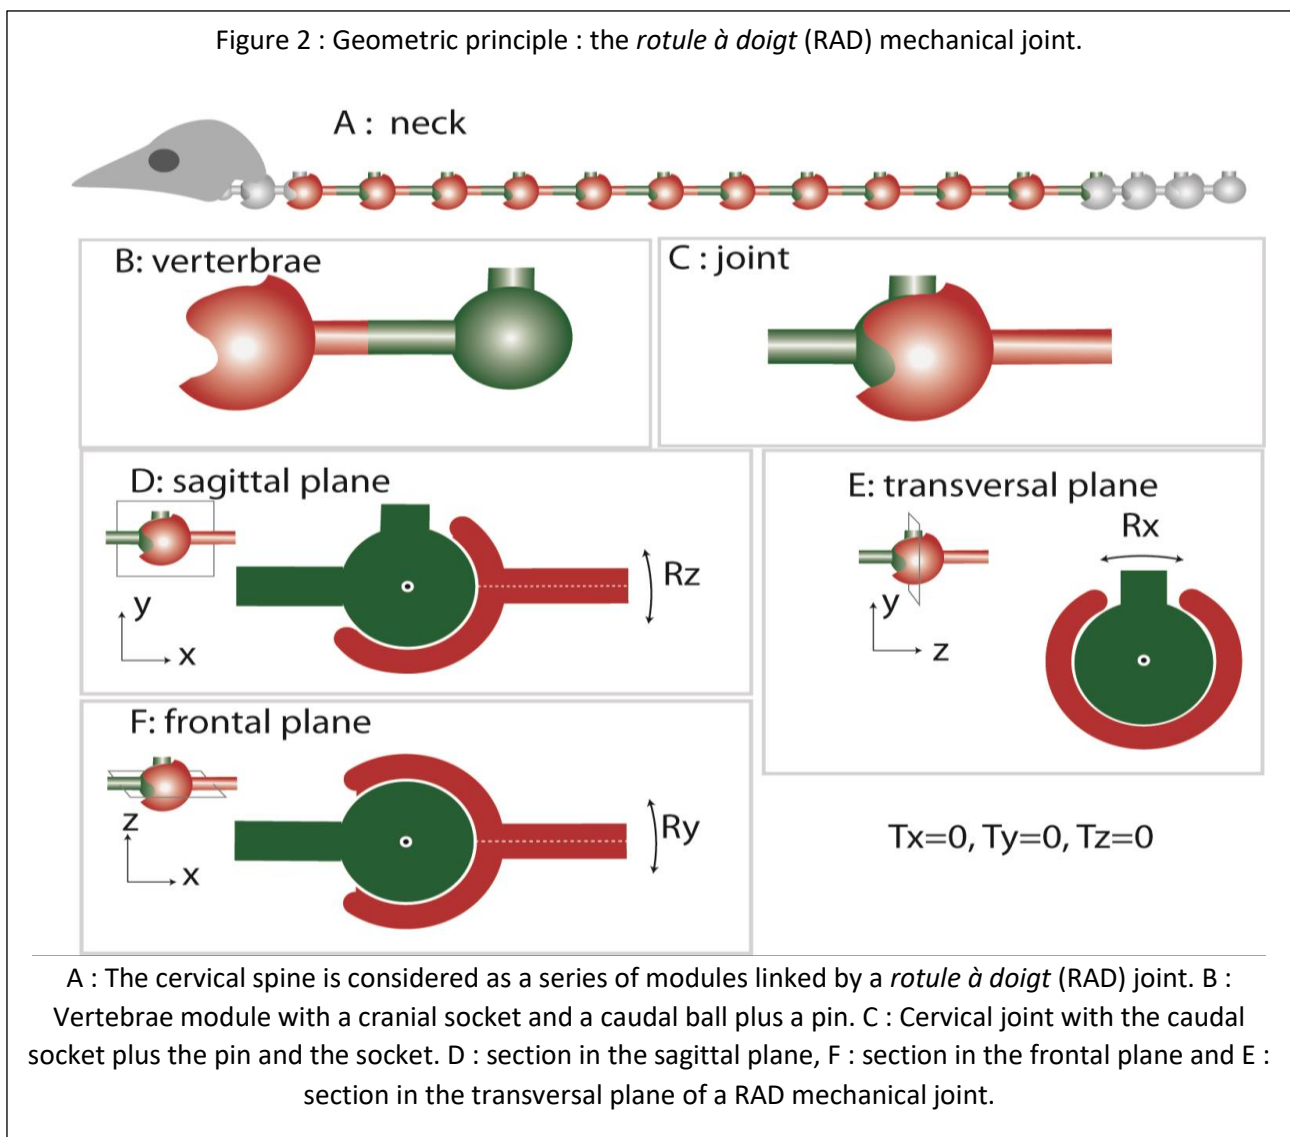 Figure 2 : Geometric principle : the rotule à doigt (RAD) mechanical joint.
A : neck
B: verterbrae
C : joint
D: sagittal plane
Rz
y
x
E: transversal plane
Rx
y
z
F: frontal plane
Ry
z
x
Tx=0, Ty=0, Tz=0
A : The cervical spine is considered as a series of modules linked by a rotule à doigt (RAD) joint. B :
Vertebrae module with a cranial socket and a caudal ball plus a pin. C : Cervical joint with the caudal
socket plus the pin and the socket. D : section in the sagittal plane, F : section in the frontal plane and E :
section in the transversal plane of a RAD mechanical joint.